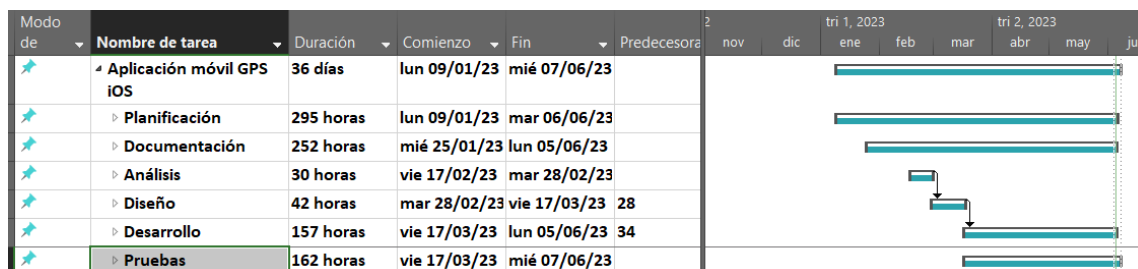 Modo de Nombre de tarea Duración Comienzo Fin Predecesora
2 tri 1, 2023 tri 2, 2023
nov dic ene feb mar abr may ju
Aplicación móvil GPS iOS 36 días lun 09/01/23 mié 07/06/23
Planificación 295 horas lun 09/01/23 mar 06/06/23
Documentación 252 horas mié 25/01/23 lun 05/06/23
Análisis 30 horas vie 17/02/23 mar 28/02/23
Diseño 42 horas mar 28/02/23 vie 17/03/23 28
Desarrollo 157 horas vie 17/03/23 lun 05/06/23 34
Pruebas 162 horas vie 17/03/23 mié 07/06/23